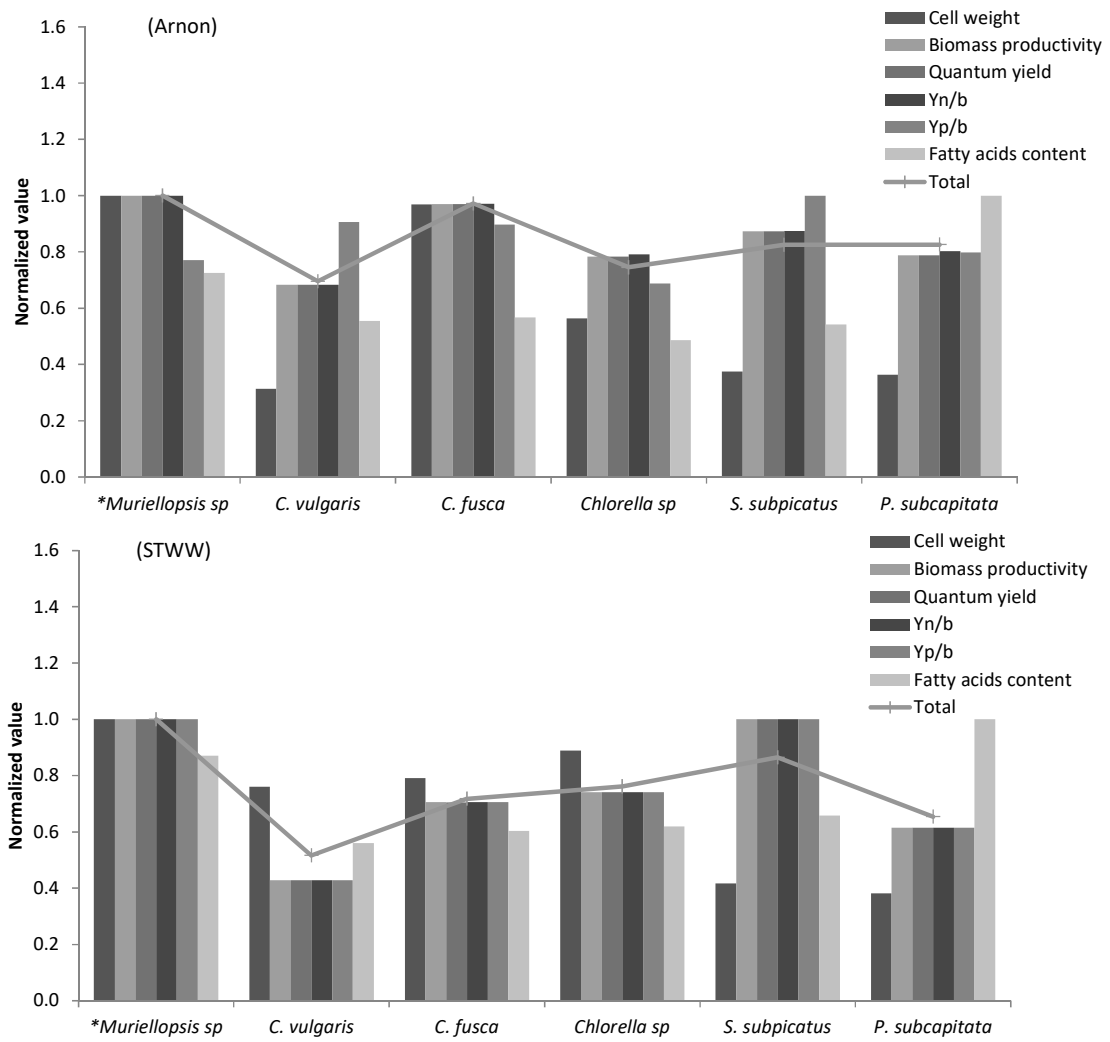 (Arnon)
Cell weight
Biomass productivity
Quantum yield
Yn/b
Yp/b
Fatty acids content
Total
Normalized value
1.6
1.4
1.2
1.0
0.8
0.6
0.4
0.2
0.0
*Muriellopsis sp
C. vulgaris
C. fusca
Chlorella sp
S. subpicatus
P. subcapitata
(STWW)
Cell weight
Biomass productivity
Quantum yield
Yn/b
Yp/b
Fatty acids content
Total
Normalized value
1.6
1.4
1.2
1.0
0.8
0.6
0.4
0.2
0.0
*Muriellopsis sp
C. vulgaris
C. fusca
Chlorella sp
S. subpicatus
P. subcapitata